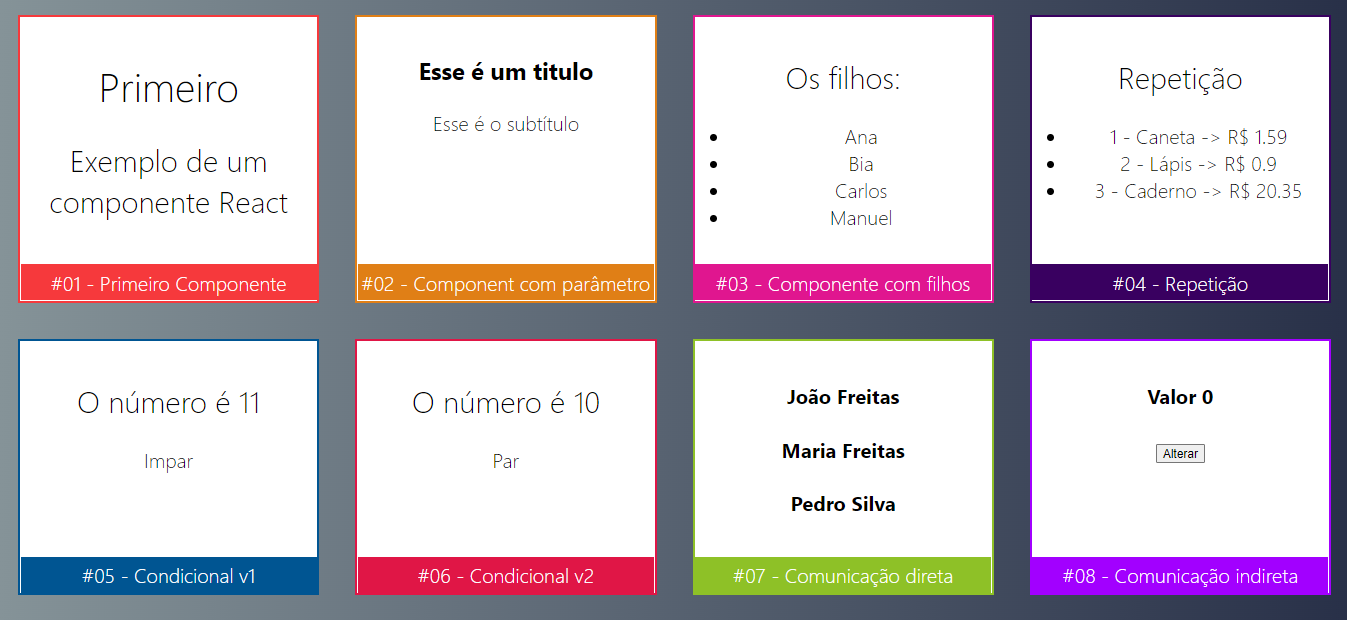 Primeiro
Exemplo de um
componente React
#01 - Primeiro Componente
Esse é um titulo
Esse é o subtítulo
#02 - Component com parâmetro
Os filhos:
Ana
Bia
Carlos
Manuel
#03 - Componente com filhos
Repetição
1 - Caneta -> R$ 1.59
2 - Lápis -> R$ 0.9
3 - Caderno -> R$ 20.35
#04 - Repetição
O número é 11
Impar
#05 - Condicional v1
O número é 10
Par
#06 - Condicional v2
João Freitas
Maria Freitas
Pedro Silva
#07 - Comunicação direta
Valor 0
Alterar
#08 - Comunicação indireta